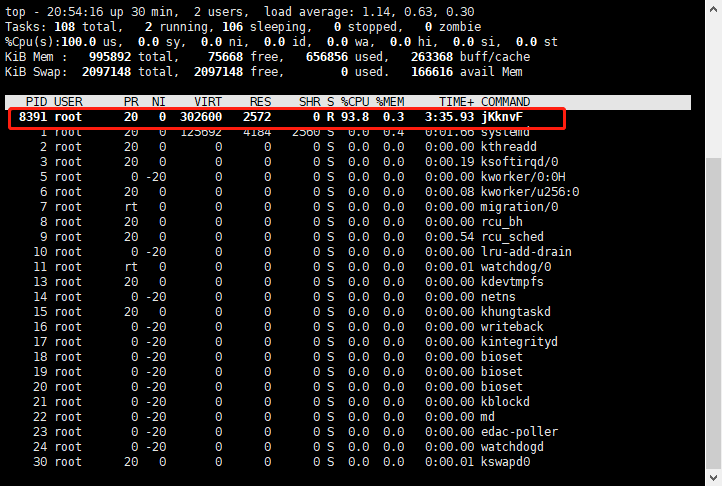 top - 20:54:16 up 30 min,  2 users,  load average: 1.14, 0.63, 0.30
Tasks: 108 total,   2 running, 106 sleeping,   0 stopped,   0 zombie
%Cpu(s):100.0 us,  0.0 sy,  0.0 ni,  0.0 id,  0.0 wa,  0.0 hi,  0.0 si,  0.0 st
KiB Mem :   995892 total,    75668 free,   656856 used,   263368 buff/cache
KiB Swap:  2097148 total,  2097148 free,        0 used.   166616 avail Mem
PID USER      PR  NI    VIRT    RES    SHR S %CPU %MEM     TIME+ COMMAND
8391 root      20   0  302600   2572      0 R 93.8  0.3   3:35.93 jKknvF
1 root      20   0  125692   4184   2560 S  0.0  0.4   0:01.66 systemd
2 root      20   0       0      0      0 S  0.0  0.0   0:00.00 kthreadd
3 root      20   0       0      0      0 S  0.0  0.0   0:00.19 ksoftirqd/0
5 root       0 -20       0      0      0 S  0.0  0.0   0:00.00 kworker/0:0H
6 root      20   0       0      0      0 S  0.0  0.0   0:00.08 kworker/u256:0
7 root      rt   0       0      0      0 S  0.0  0.0   0:00.00 migration/0
8 root      20   0       0      0      0 S  0.0  0.0   0:00.00 rcu_bh
9 root      20   0       0      0      0 S  0.0  0.0   0:00.54 rcu_sched
10 root       0 -20       0      0      0 S  0.0  0.0   0:00.00 lru-add-drain
11 root      rt   0       0      0      0 S  0.0  0.0   0:00.01 watchdog/0
13 root      20   0       0      0      0 S  0.0  0.0   0:00.00 kdevtmpfs
14 root       0 -20       0      0      0 S  0.0  0.0   0:00.00 netns
15 root      20   0       0      0      0 S  0.0  0.0   0:00.00 khungtaskd
16 root       0 -20       0      0      0 S  0.0  0.0   0:00.00 writeback
17 root       0 -20       0      0      0 S  0.0  0.0   0:00.00 kintegrityd
18 root       0 -20       0      0      0 S  0.0  0.0   0:00.00 bioset
19 root       0 -20       0      0      0 S  0.0  0.0   0:00.00 bioset
20 root       0 -20       0      0      0 S  0.0  0.0   0:00.00 bioset
21 root       0 -20       0      0      0 S  0.0  0.0   0:00.00 kblockd
22 root       0 -20       0      0      0 S  0.0  0.0   0:00.00 md
23 root       0 -20       0      0      0 S  0.0  0.0   0:00.00 edac-poller
24 root       0 -20       0      0      0 S  0.0  0.0   0:00.00 watchdogd
30 root      20   0       0      0      0 S  0.0  0.0   0:00.01 kswapd0